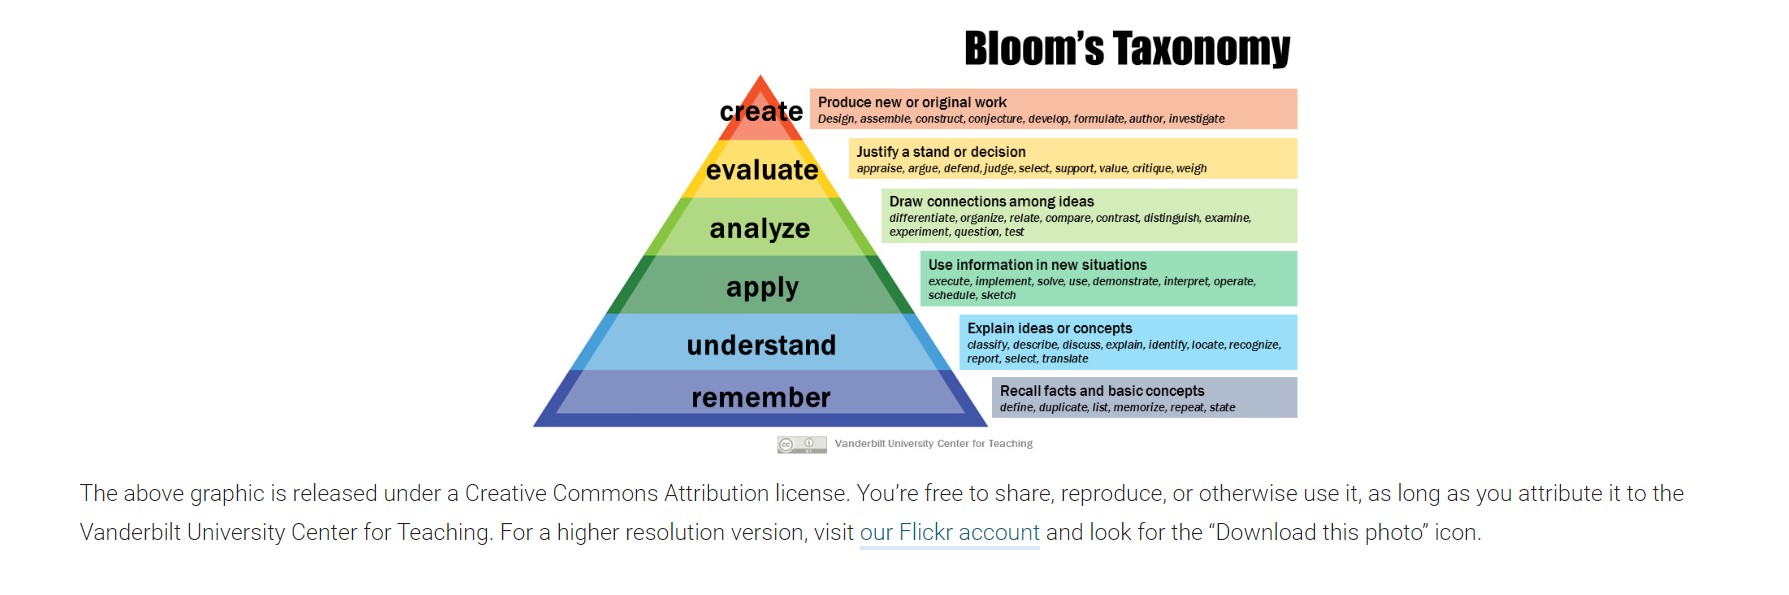 Bloom's Taxonomy
create
Produce new or original work
Design, assemble, construct, conjecture, develop, formulate, author, investigate
evaluate
Justify a stand or decision
appraise, argue, defend, judge, select, support, value, critique, weigh
analyze
Draw connections among ideas
differentiate, organize, relate, compare, contrast, distinguish, examine,
experiment, question, test
apply
Use information in new situations
execute, implement, solve, use, demonstrate, interpret, operate,
schedule, sketch
understand
Explain ideas or concepts
classify, describe, discuss, explain, identify, locate, recognize,
report, select, translate
remember
Recall facts and basic concepts
define, duplicate, list, memorize, repeat, state
cc
Vanderbilt University Center for Teaching
The above graphic is released under a Creative Commons Attribution license. You’re free to share, reproduce, or otherwise use it, as long as you attribute it to the
Vanderbilt University Center for Teaching. For a higher resolution version, visit our Flickr account and look for the “Download this photo” icon.